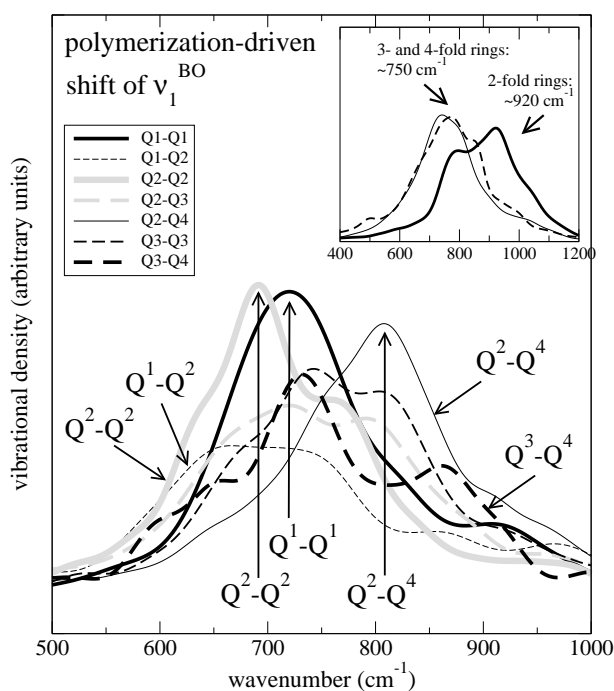 polymerization-driven
shift of ν₁ᴮᴼ
Q1-Q1
Q1-Q2
Q2-Q2
Q2-Q3
Q2-Q4
Q3-Q3
Q3-Q4
3- and 4-fold rings:
~750 cm⁻¹
2-fold rings:
~920 cm⁻¹
400 600 800 1000 1200
vibrational density (arbitrary units)
Q²-Q⁴
Q¹-Q²
Q²-Q²
Q³-Q⁴
Q¹-Q¹
Q²-Q² Q²-Q⁴
500 600 700 800 900 1000
wavenumber (cm⁻¹)